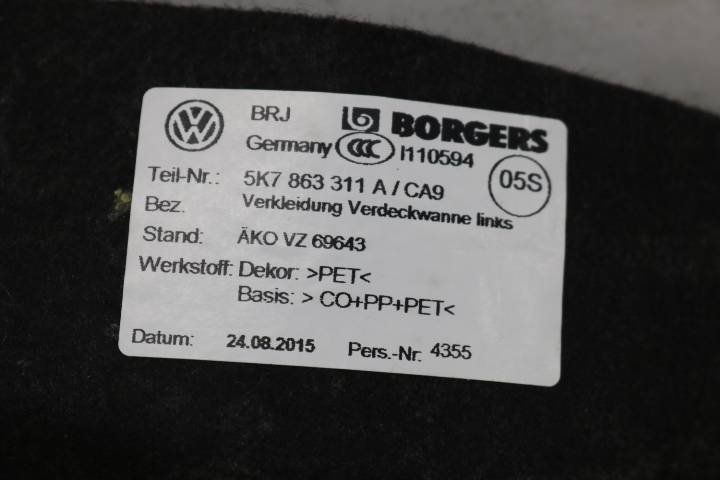 BRJ BORGERS
Germany CCC I110594
05S
Teil-Nr.: 5K7 863 311 A / CA9
Bez. Verkleidung Verdeckwanne links
Stand: ÄKO VZ 69643
Werkstoff: Dekor: >PET<
Basis: > CO+PP+PET<
Datum: 24.08.2015 Pers.-Nr. 4355